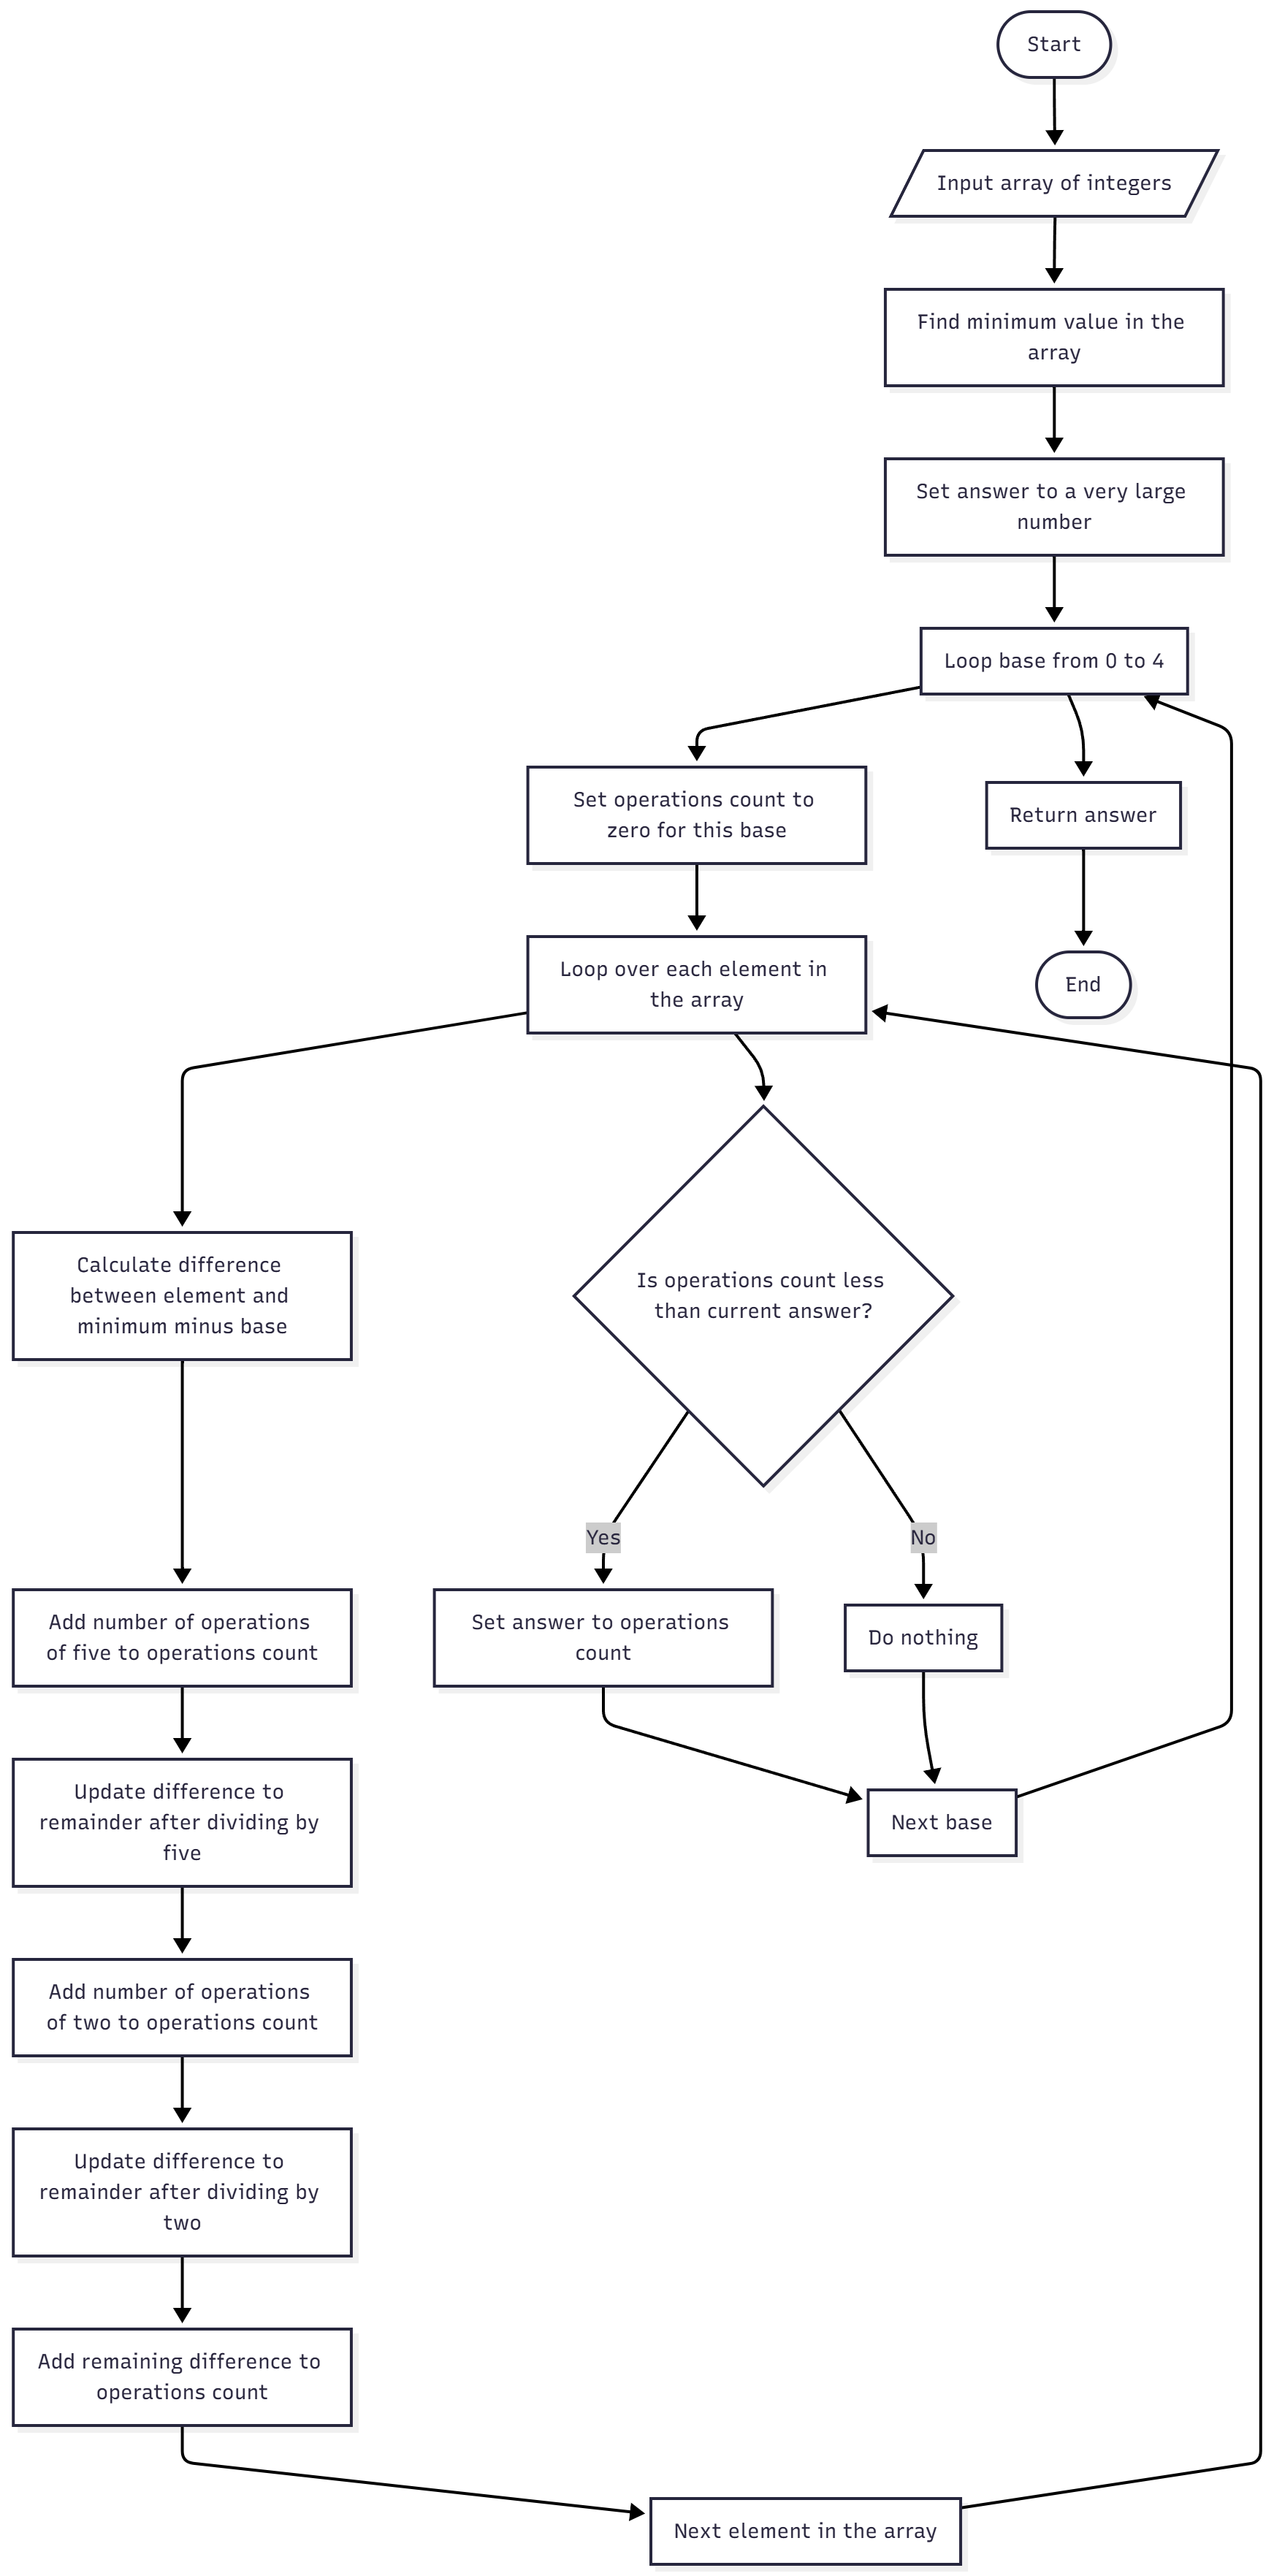 Start
Input array of integers
Find minimum value in the
array
Set answer to a very large
number
Loop base from 0 to 4
Set operations count to
zero for this base
Return answer
Loop over each element in
the array
End
Calculate difference
between element and
minimum minus base
Is operations count less
than current answer?
Yes
No
Add number of operations
of five to operations count
Set answer to operations
count
Do nothing
Update difference to
remainder after dividing by
five
Next base
Add number of operations
of two to operations count
Update difference to
remainder after dividing by
two
Add remaining difference to
operations count
Next element in the array